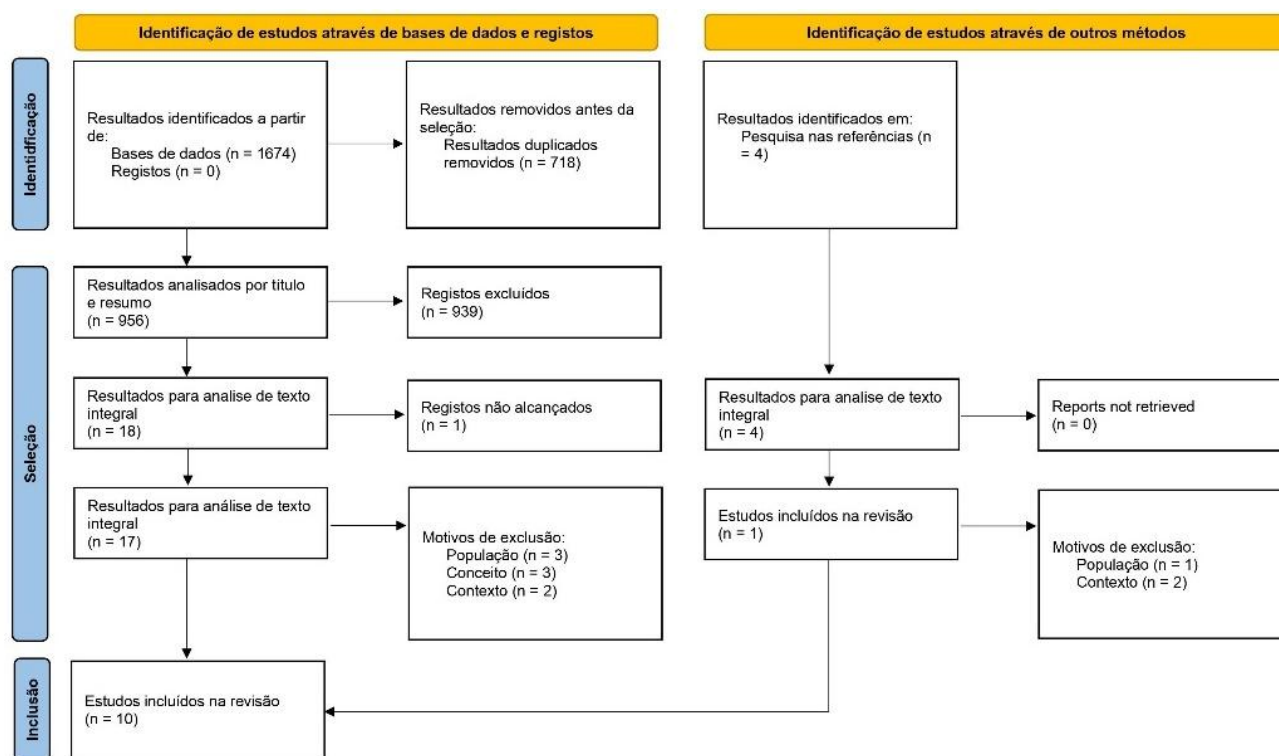 Identificação de estudos através de bases de dados e registos
Identificação de estudos através de outros métodos
Identidficação
Resultados identificados a partir
de:
Bases de dados (n = 1674)
Registos (n = 0)
Resultados removidos antes da
seleção:
Resultados duplicados
removidos (n = 718)
Resultados identificados em:
Pesquisa nas referências (n
= 4)
Seleção
Resultados analisados por título
e resumo
(n = 956)
Registos excluídos
(n = 939)
Resultados para analise de texto
integral
(n = 18)
Registos não alcançados
(n = 1)
Resultados para analise de texto
integral
(n = 4)
Reports not retrieved
(n = 0)
Resultados para análise de texto
integral
(n = 17)
Motivos de exclusão:
População (n = 3)
Conceito (n = 3)
Contexto (n = 2)
Estudos incluídos na revisão
(n = 1)
Motivos de exclusão:
População (n = 1)
Contexto (n = 2)
Inclusão
Estudos incluídos na revisão
(n = 10)